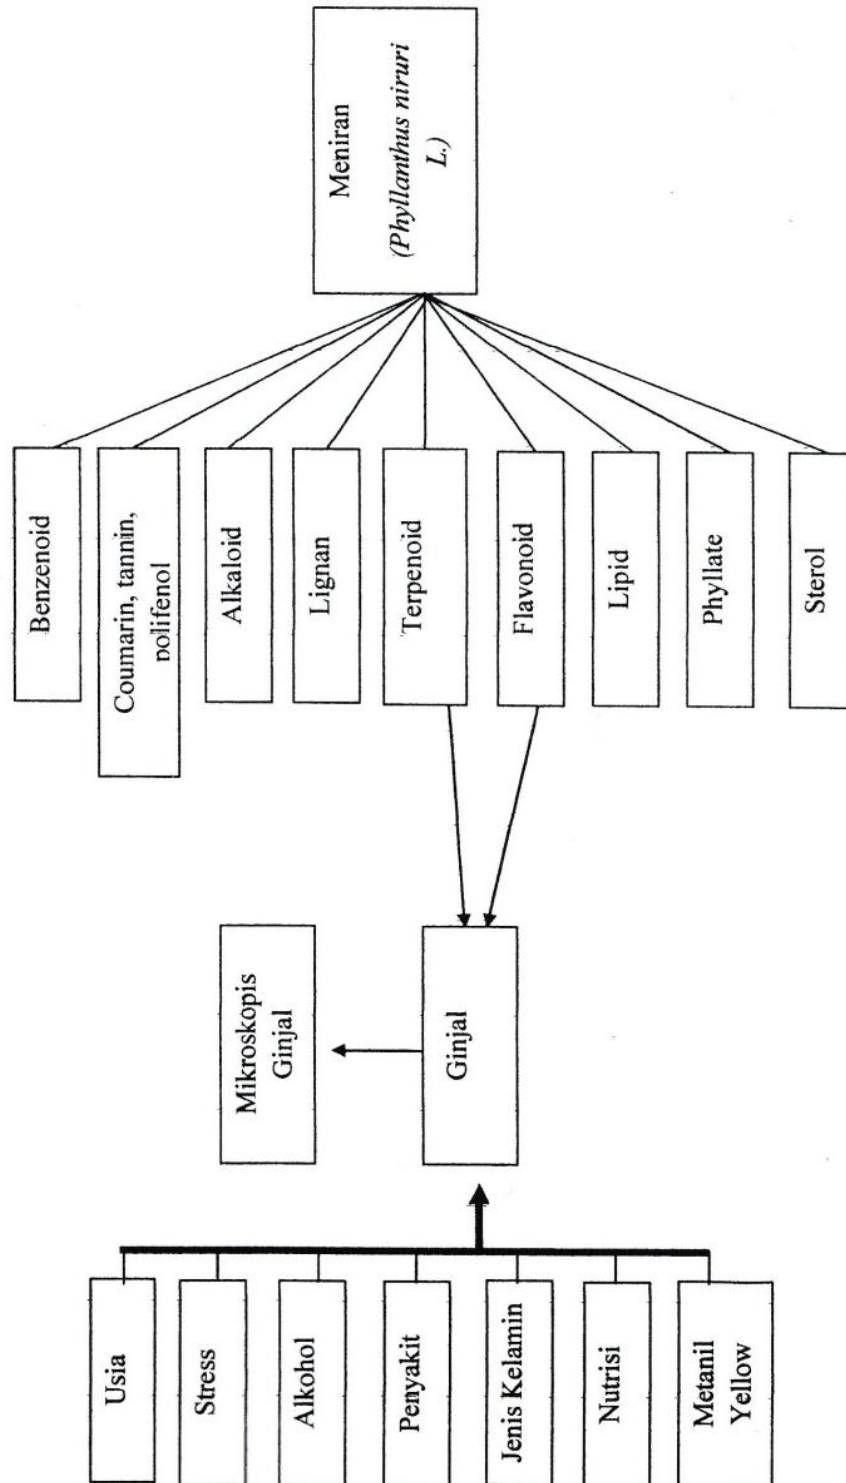 Usia
Stress
Alkohol
Penyakit
Jenis Kelamin
Nutrisi
Metanil
Yellow
Mikroskopis
Ginjal
Ginjal
Benzenoid
Coumarin, tannin,
polifenol
Alkaloid
Lignan
Terpenoid
Flavonoid
Lipid
Phyllate
Sterol
Meniran
(Phyllanthus niruri
L.)